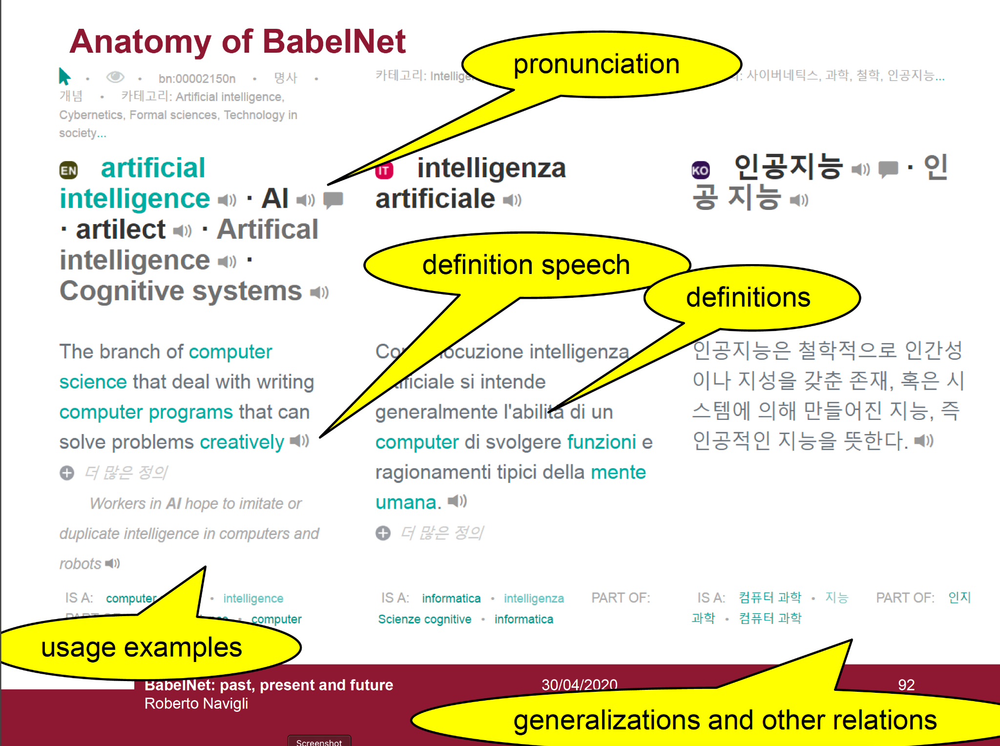 Anatomy of BabelNet
pronunciation
• • bn:00002150n • 명사 •
개념 • 카테고리: Artificial intelligence,
Cybernetics, Formal sciences, Technology in
society...
카테고리:
: 사이버네틱스, 과학, 철학, 인공지능...
EN artificial
intelligence · AI
· artilect · Artifical
intelligence ·
Cognitive systems
IT intelligenza
artificiale
KO 인공지능 · 인
공 지능
definition speech
definitions
The branch of computer
science that deal with writing
computer programs that can
solve problems creatively
더 많은 정의
Workers in AI hope to imitate or
duplicate intelligence in computers and
robots
locuzione intelligenza
si intende
generalmente l'abilità di un
computer di svolgere funzioni e
ragionamenti tipici della mente
umana.
더 많은 정의
인공지능은 철학적으로 인간성
이나 지성을 갖춘 존재, 혹은 시
스템에 의해 만들어진 지능, 즉
인공적인 지능을 뜻한다.
IS A: computer • intelligence
• computer
IS A: informatica • intelligenza PART OF:
Scienze cognitive • informatica
IS A: 컴퓨터 과학 • 지능 PART OF: 인지
과학 • 컴퓨터 과학
usage examples
BabelNet: past, present and future
Roberto Navigli
30/04/2020
92
generalizations and other relations
Screenshot